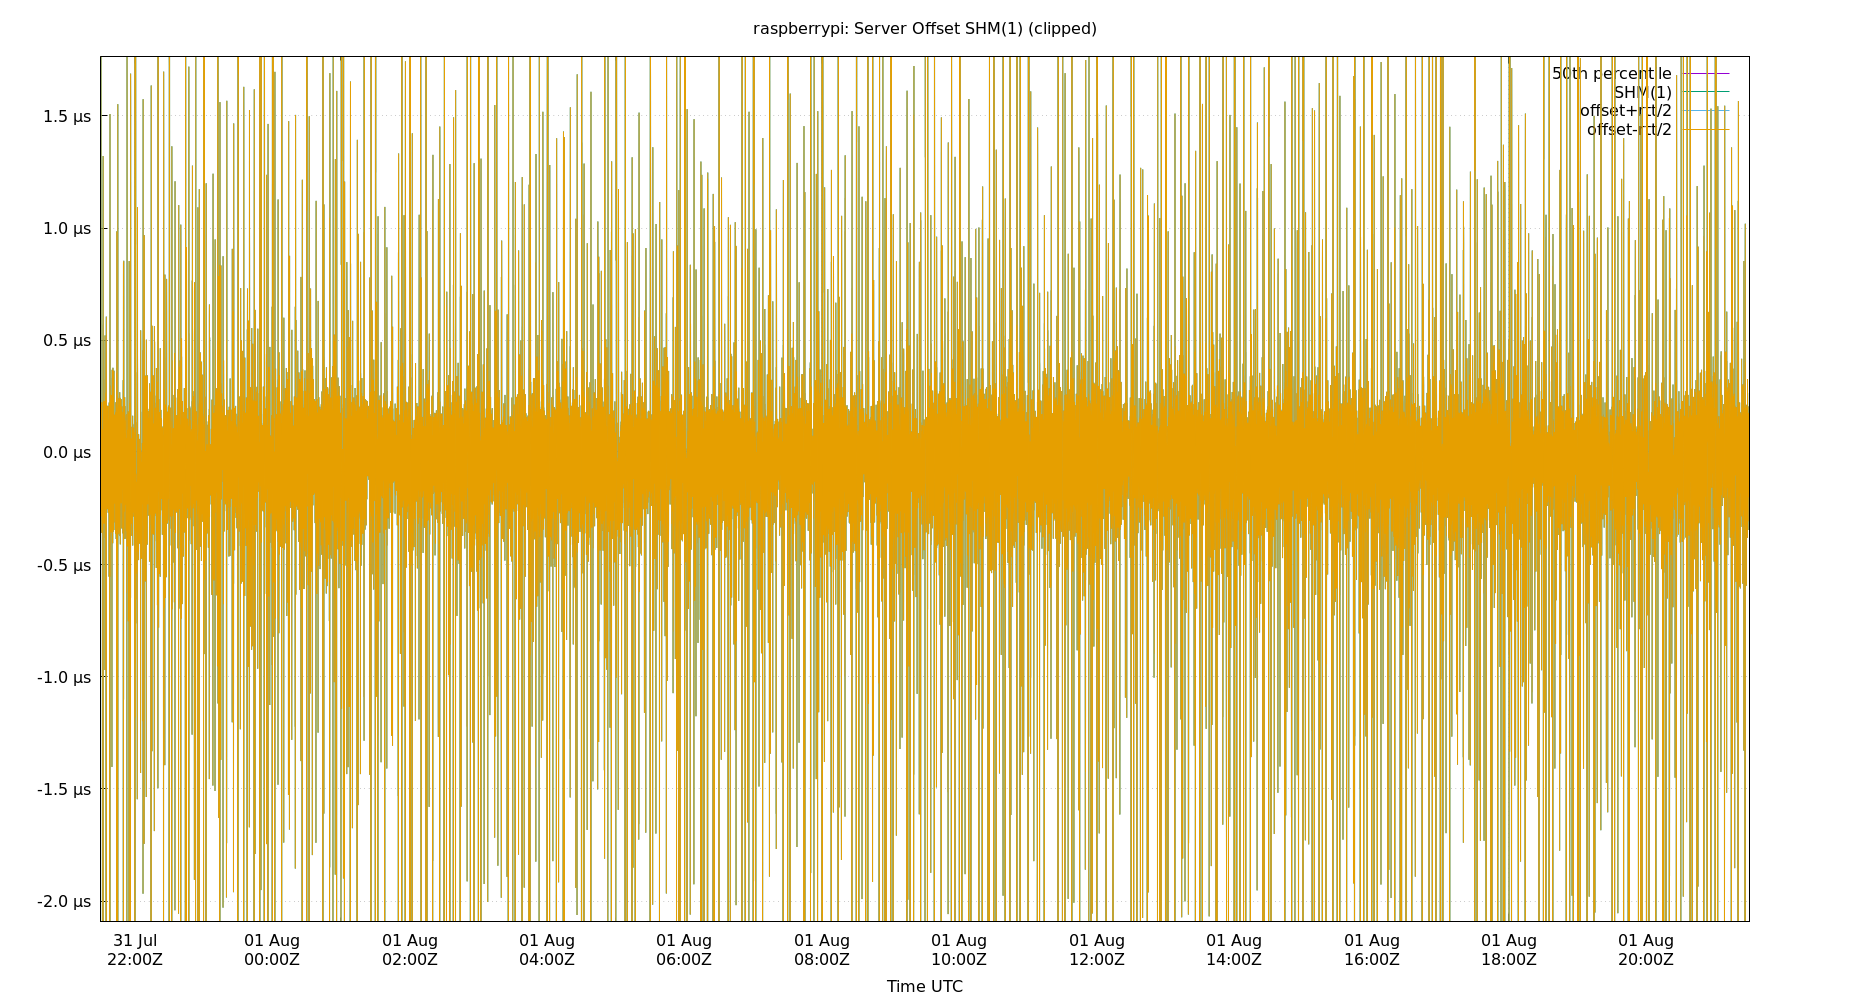 raspberrypi: Server Offset SHM(1) (clipped)
50th percentile
SHM(1)
offset+rtt/2
offset-rtt/2
1.5 µs
1.0 µs
0.5 µs
0.0 µs
-0.5 µs
-1.0 µs
-1.5 µs
-2.0 µs
31 Jul 01 Aug 01 Aug 01 Aug 01 Aug 01 Aug 01 Aug 01 Aug 01 Aug 01 Aug 01 Aug 01 Aug
22:00Z 00:00Z 02:00Z 04:00Z 06:00Z 08:00Z 10:00Z 12:00Z 14:00Z 16:00Z 18:00Z 20:00Z
Time UTC